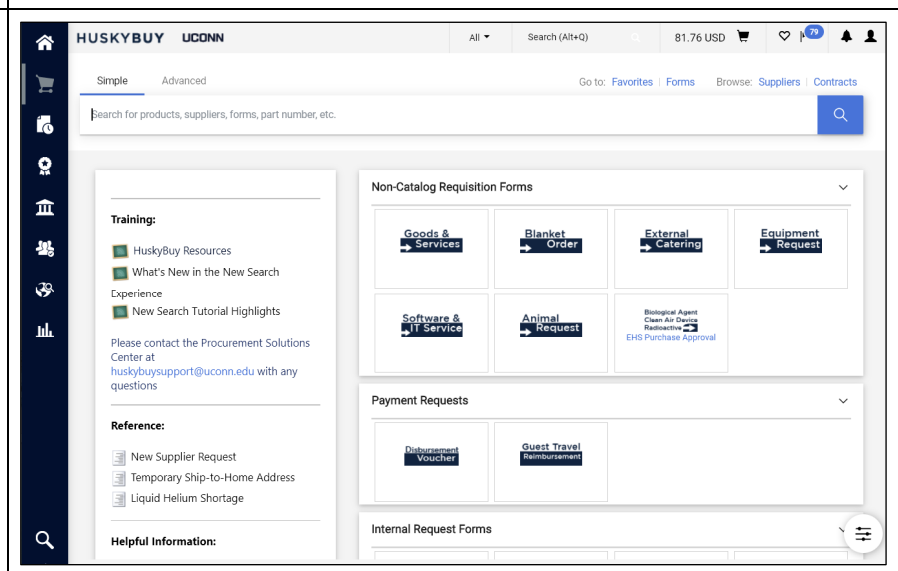 HUSKYBUY UCONN
All
Search (Alt+Q)
81.76 USD
79
Simple
Advanced
Go to: Favorites | Forms Browse: Suppliers | Contracts
Search for products, suppliers, forms, part number, etc.
Training:
HuskyBuy Resources
What's New in the New Search
Experience
New Search Tutorial Highlights
Please contact the Procurement Solutions
Center at
huskybuysupport@uconn.edu with any
questions
Reference:
New Supplier Request
Temporary Ship-to-Home Address
Liquid Helium Shortage
Helpful Information:
Non-Catalog Requisition Forms
Goods &
Services
Blanket
Order
External
Catering
Equipment
Request
Software &
IT Service
Animal
Request
Biological Agent
Clean Air Device
Radioactive
EHS Purchase Approval
Payment Requests
Disbursement
Voucher
Guest Travel
Reimbursement
Internal Request Forms